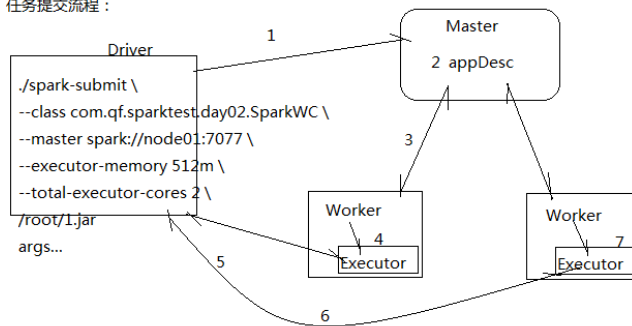 任务提交流程：
Driver
1
Master
2 appDesc
./spark-submit \
--class com.qf.sparktest.day02.SparkWC \
--master spark://node01:7077 \
--executor-memory 512m \
--total-executor-cores 2 \
/root/1.jar
args...
3
Worker
4
Executor
Worker
7
Executor
5
6